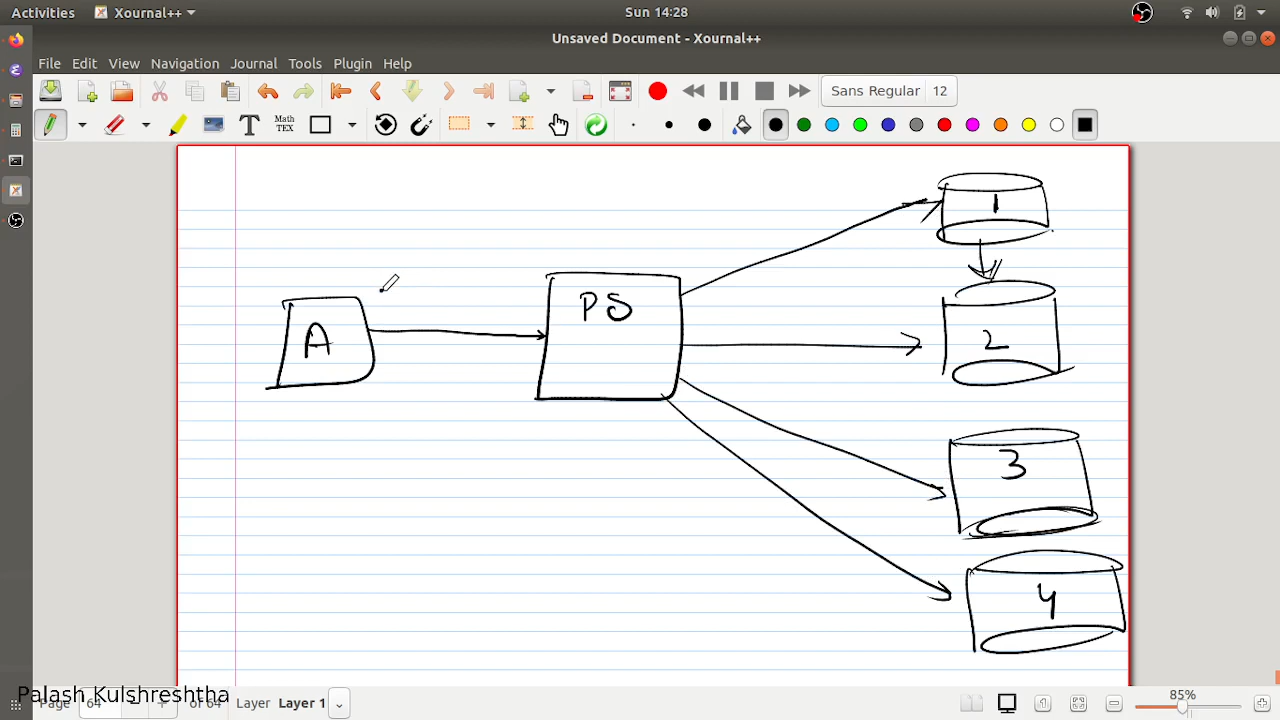 Activities Xournal++ Sun 14:28
Unsaved Document - Xournal++
File Edit View Navigation Journal Tools Plugin Help
Sans Regular 12
Math
TEX
1
PS
A
2
3
4
Palash Kulshreshtha
Page 64 of 64 Layer Layer 1 85%